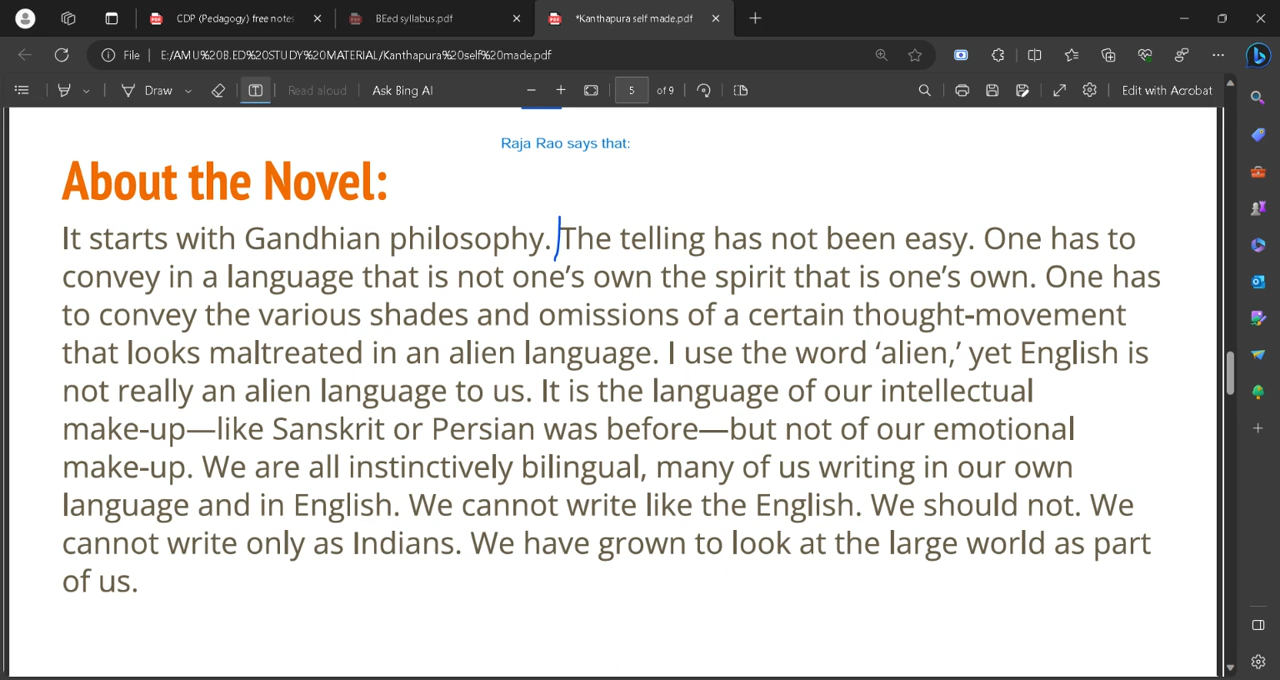 CDP (Pedagogy) free notes
BEed syllabus.pdf
*Kanthapura self made.pdf
File
E:/AMU%20B.ED%20STUDY%20MATERIAL/Kanthapura%20self%20made.pdf
Draw
Read aloud
Ask Bing AI
5
of 9
Edit with Acrobat
Raja Rao says that:
About the Novel:
It starts with Gandhian philosophy. The telling has not been easy. One has to
convey in a language that is not one’s own the spirit that is one’s own. One has
to convey the various shades and omissions of a certain thought-movement
that looks maltreated in an alien language. I use the word ‘alien,’ yet English is
not really an alien language to us. It is the language of our intellectual
make-up—like Sanskrit or Persian was before—but not of our emotional
make-up. We are all instinctively bilingual, many of us writing in our own
language and in English. We cannot write like the English. We should not. We
cannot write only as Indians. We have grown to look at the large world as part
of us.